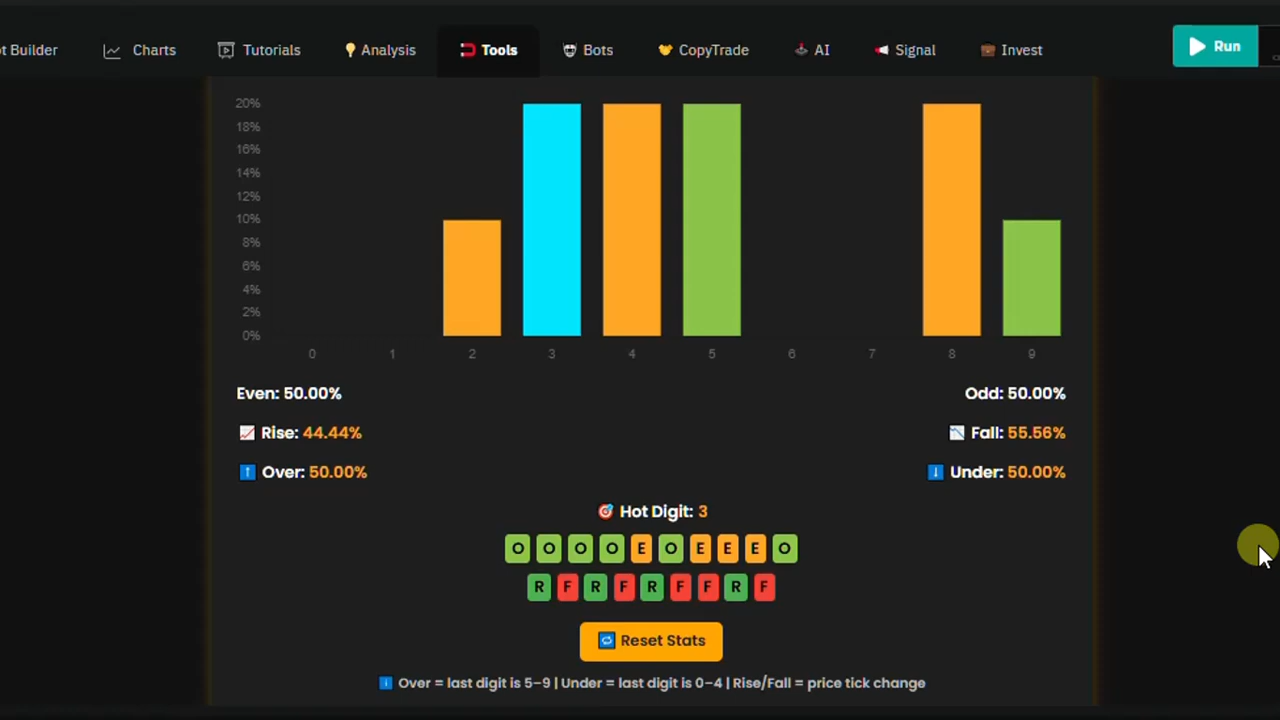 ot Builder Charts Tutorials Analysis Tools Bots CopyTrade AI Signal Invest Run
20%
18%
16%
14%
12%
10%
8%
6%
4%
2%
0%
0 1 2 3 4 5 6 7 8 9
Even: 50.00% Odd: 50.00%
Rise: 44.44% Fall: 55.56%
Over: 50.00% Under: 50.00%
Hot Digit: 3
O O O O E O E E E O
R F R F R F F R F
Reset Stats
Over = last digit is 5–9 | Under = last digit is 0–4 | Rise/Fall = price tick change